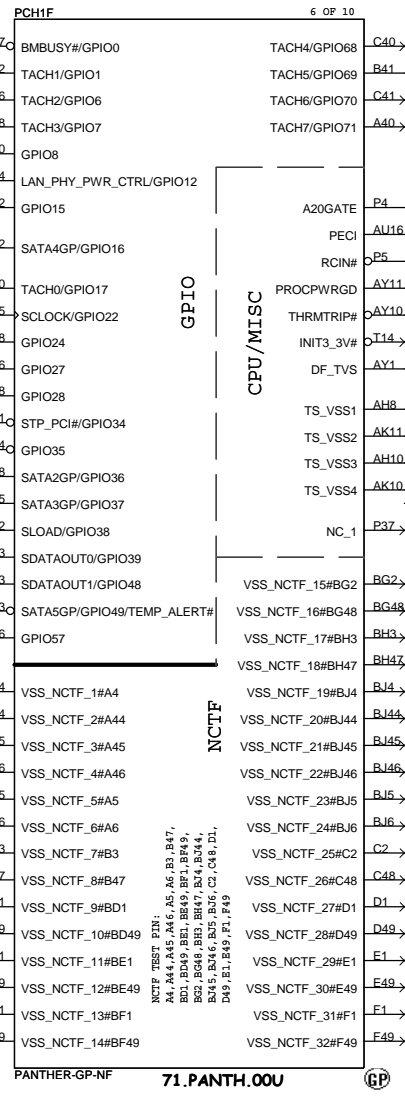 PCH1F
6 OF 10
BMBUSY#/GPIO0
TACH1/GPIO1
TACH2/GPIO6
TACH3/GPIO7
GPIO8
LAN_PHY_PWR_CTRL/GPIO12
GPIO15
SATA4GP/GPIO16
TACH0/GPIO17
SCLOCK/GPIO22
GPIO24
GPIO27
GPIO28
STP_PCI#/GPIO34
GPIO35
SATA2GP/GPIO36
SATA3GP/GPIO37
SLOAD/GPIO38
SDATAOUT0/GPIO39
SDATAOUT1/GPIO48
SATA5GP/GPIO49/TEMP_ALERT#
GPIO57
VSS_NCTF_1#A4
VSS_NCTF_2#A44
VSS_NCTF_3#A45
VSS_NCTF_4#A46
VSS_NCTF_5#A5
VSS_NCTF_6#A6
VSS_NCTF_7#B3
VSS_NCTF_8#B47
VSS_NCTF_9#BD1
VSS_NCTF_10#BD49
VSS_NCTF_11#BE1
VSS_NCTF_12#BE49
VSS_NCTF_13#BF1
VSS_NCTF_14#BF49
GPIO
CPU/MISC
NCTF
NCTF TEST PIN:
A4,A44,A45,A46,A5,A6,B3,B47,
BD1,BD49,BE1,BE49,BF1,BF49,
BG2,BG48,BH3,BH47,BJ4,BJ44,
BJ45,BJ46,BJ5,BJ6,C2,C48,D1,
D49,E1,E49,F1,F49
TACH4/GPIO68 C40
TACH5/GPIO69 B41
TACH6/GPIO70 C41
TACH7/GPIO71 A40
A20GATE P4
PECI AU16
RCIN# P5
PROCPWRGD AY11
THRMTRIP# AY10
INIT3_3V# T14
DF_TVS AY1
TS_VSS1 AH8
TS_VSS2 AK11
TS_VSS3 AH10
TS_VSS4 AK10
NC_1 P37
VSS_NCTF_15#BG2 BG2
VSS_NCTF_16#BG48 BG48
VSS_NCTF_17#BH3 BH3
VSS_NCTF_18#BH47 BH47
VSS_NCTF_19#BJ4 BJ4
VSS_NCTF_20#BJ44 BJ44
VSS_NCTF_21#BJ45 BJ45
VSS_NCTF_22#BJ46 BJ46
VSS_NCTF_23#BJ5 BJ5
VSS_NCTF_24#BJ6 BJ6
VSS_NCTF_25#C2 C2
VSS_NCTF_26#C48 C48
VSS_NCTF_27#D1 D1
VSS_NCTF_28#D49 D49
VSS_NCTF_29#E1 E1
VSS_NCTF_30#E49 E49
VSS_NCTF_31#F1 F1
VSS_NCTF_32#F49 F49
PANTHER-GP-NF
71.PANTH.00U
GP